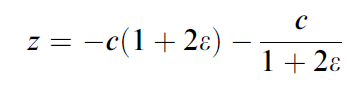 z = −c(1 + 2ε) − c/(1 + 2ε)